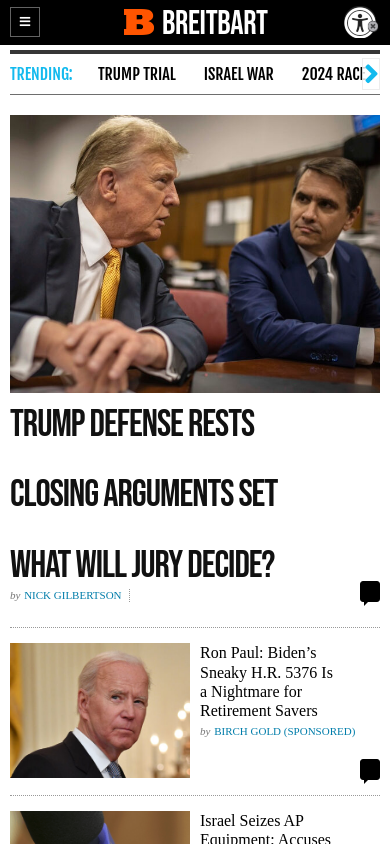 BREITBART
TRENDING: TRUMP TRIAL ISRAEL WAR 2024 RAC
TRUMP DEFENSE RESTS
CLOSING ARGUMENTS SET
WHAT WILL JURY DECIDE?
by NICK GILBERTSON
Ron Paul: Biden’s
Sneaky H.R. 5376 Is
a Nightmare for
Retirement Savers
by BIRCH GOLD (SPONSORED)
Israel Seizes AP
Equipment; Accuses